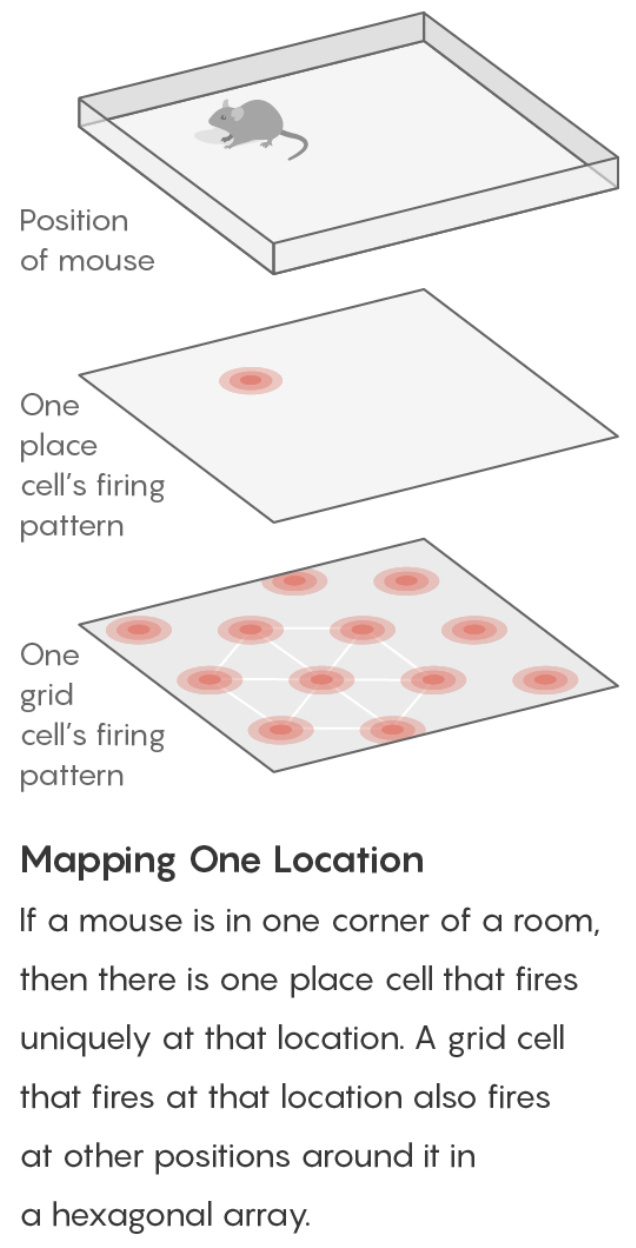 Position
of mouse
One
place
cell’s firing
pattern
One
grid
cell’s firing
pattern
Mapping One Location
If a mouse is in one corner of a room,
then there is one place cell that fires
uniquely at that location. A grid cell
that fires at that location also fires
at other positions around it in
a hexagonal array.